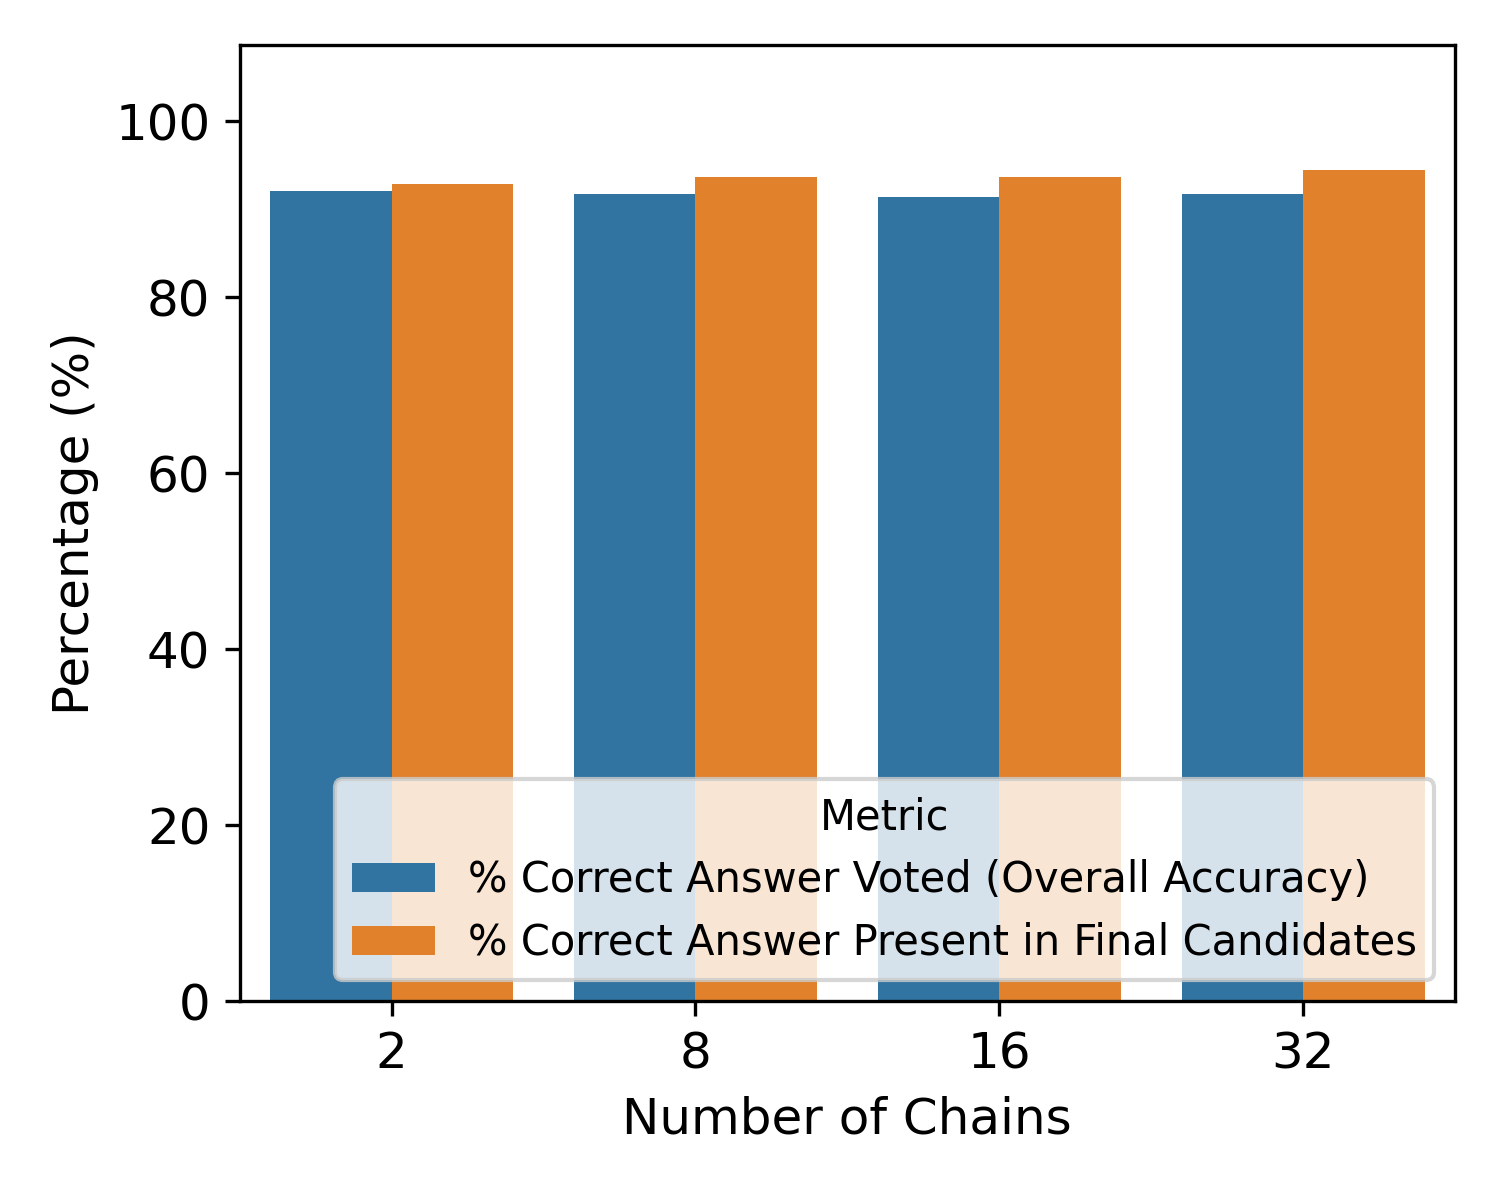 100
80
60
40
20
0
Percentage (%)
Metric
% Correct Answer Voted (Overall Accuracy)
% Correct Answer Present in Final Candidates
2 8 16 32
Number of Chains